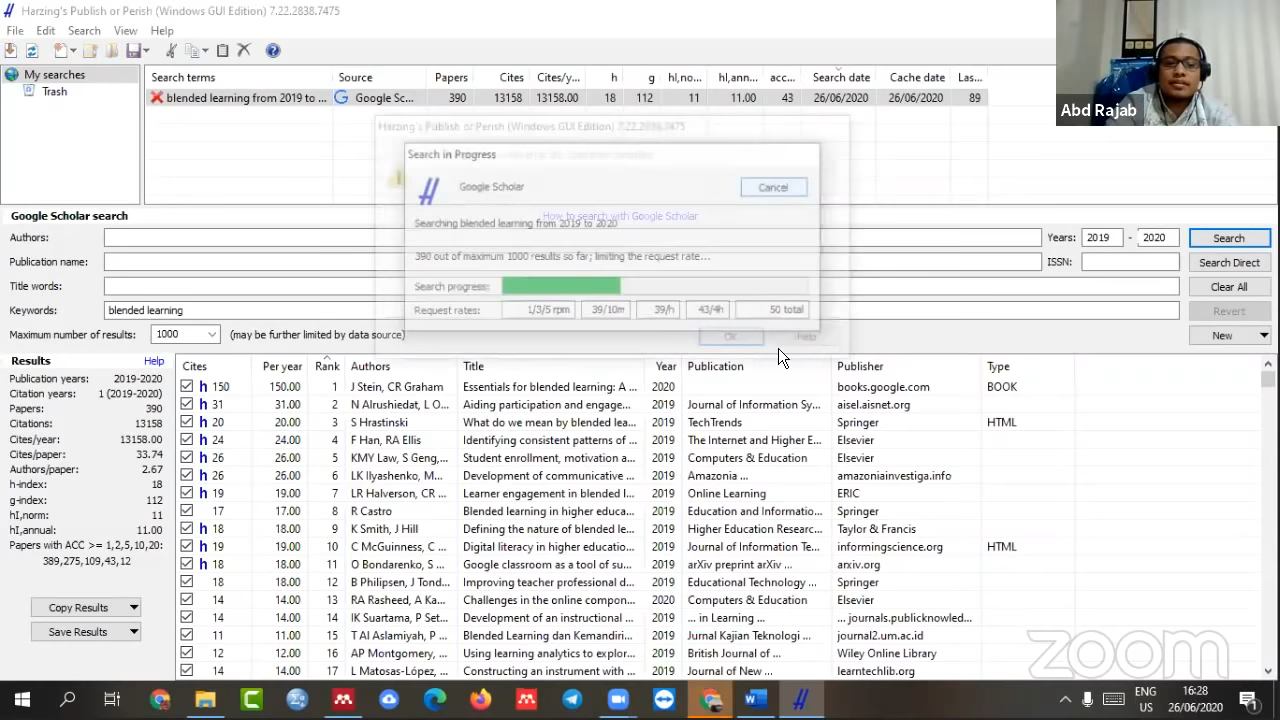 Harzing's Publish or Perish (Windows GUI Edition) 7.22.2838.7475
File Edit Search View Help
My searches
Trash
Search terms Source Papers Cites Cites/y... h g hI,no... hI,ann... acc... Search date Cache date Las...
blended learning from 2019 to ... Google Sc... 390 13158 13158.00 18 112 11 11.00 43 26/06/2020 26/06/2020 89
Abd Rajab
Harzing's Publish or Perish (Windows GUI Edition) 7.22.2838.7475
Search in Progress
Google Scholar Cancel
How to search with Google Scholar
Searching blended learning from 2019 to 2020
390 out of maximum 1000 results so far; limiting the request rate...
Search progress:
Request rates: 1/3/5 rpm 39/10m 39/h 43/4h 50 total
OK Help
Google Scholar search
Authors: Years: 2019 - 2020 Search
Publication name: ISSN: Search Direct
Title words: Clear All
Keywords: blended learning Revert
Maximum number of results: 1000 (may be further limited by data source) New
Results Help
Publication years: 2019-2020
Citation years: 1 (2019-2020)
Papers: 390
Citations: 13158
Cites/year: 13158.00
Cites/paper: 33.74
Authors/paper: 2.67
h-index: 18
g-index: 112
hI,norm: 11
hI,annual: 11.00
Papers with ACC >= 1,2,5,10,20:
389,275,109,43,12
Copy Results
Save Results
Cites Per year Rank Authors Title Year Publication Publisher Type
h 150 150.00 1 J Stein, CR Graham Essentials for blended learning: A ... 2020 books.google.com BOOK
h 31 31.00 2 N Alrushiedat, L O... Aiding participation and engage... 2019 Journal of Information Sy... aisel.aisnet.org
h 20 20.00 3 S Hrastinski What do we mean by blended lea... 2019 TechTrends Springer HTML
h 24 24.00 4 F Han, RA Ellis Identifying consistent patterns of ... 2019 The Internet and Higher E... Elsevier
h 26 26.00 5 KMY Law, S Geng,... Student enrollment, motivation a... 2019 Computers & Education Elsevier
h 26 26.00 6 LK Ilyashenko, M... Development of communicative ... 2019 Amazonia ... amazoniainvestiga.info
h 19 19.00 7 LR Halverson, CR ... Learner engagement in blended l... 2019 Online Learning ERIC
17 17.00 8 R Castro Blended learning in higher educa... 2019 Education and Informatio... Springer
h 18 18.00 9 K Smith, J Hill Defining the nature of blended le... 2019 Higher Education Researc... Taylor & Francis
h 19 19.00 10 C McGuinness, C ... Digital literacy in higher educatio... 2019 Journal of Information Te... informingscience.org HTML
h 18 18.00 11 O Bondarenko, S ... Google classroom as a tool of su... 2019 arXiv preprint arXiv ... arxiv.org
18 18.00 12 B Philipsen, J Tond... Improving teacher professional d... 2019 Educational Technology ... Springer
14 14.00 13 RA Rasheed, A Ka... Challenges in the online compon... 2020 Computers & Education Elsevier
14 14.00 14 IK Suartama, P Set... Development of an instructional ... 2019 ... in Learning ... ... journals.publicknowled...
11 11.00 15 T Al Aslamiyah, P ... Blended Learning dan Kemandiri... 2019 Jurnal Kajian Teknologi ... journal2.um.ac.id
12 12.00 16 AP Montgomery, ... Using learning analytics to explor... 2019 British Journal of ... Wiley Online Library
14 14.00 17 L Matosas-López,... Constructing an instrument with ... 2019 Journal of New ... learntechlib.org
zoom
ENG
US
16:28
26/06/2020
1